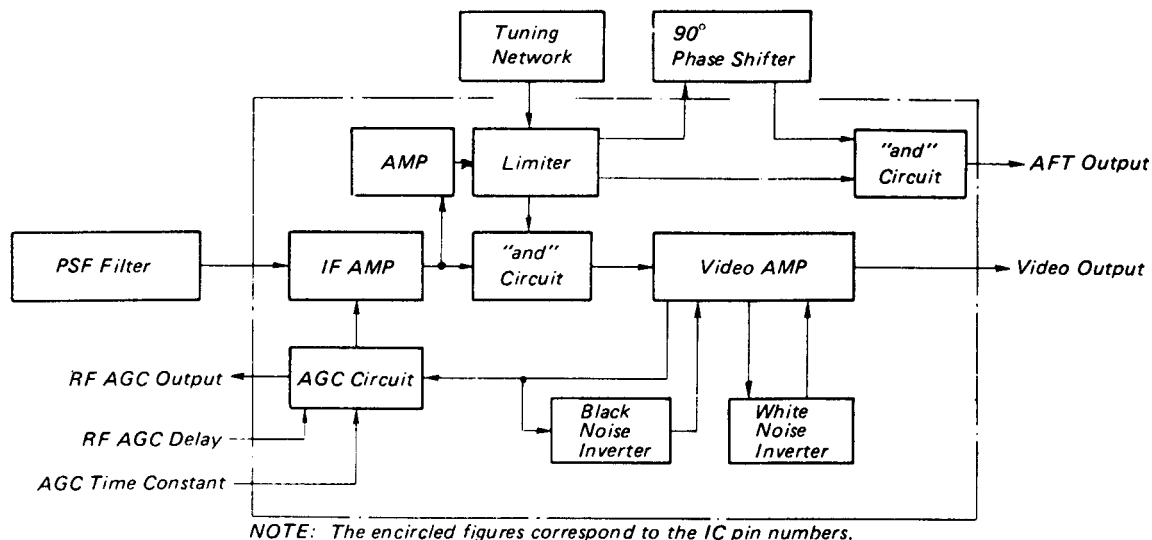 Tuning
Network
90°
Phase Shifter
AMP
Limiter
"and"
Circuit
AFT Output
PSF Filter
IF AMP
"and"
Circuit
Video AMP
Video Output
RF AGC Output
AGC Circuit
RF AGC Delay
Black
Noise
Inverter
White
Noise
Inverter
AGC Time Constant
NOTE: The encircled figures correspond to the IC pin numbers.